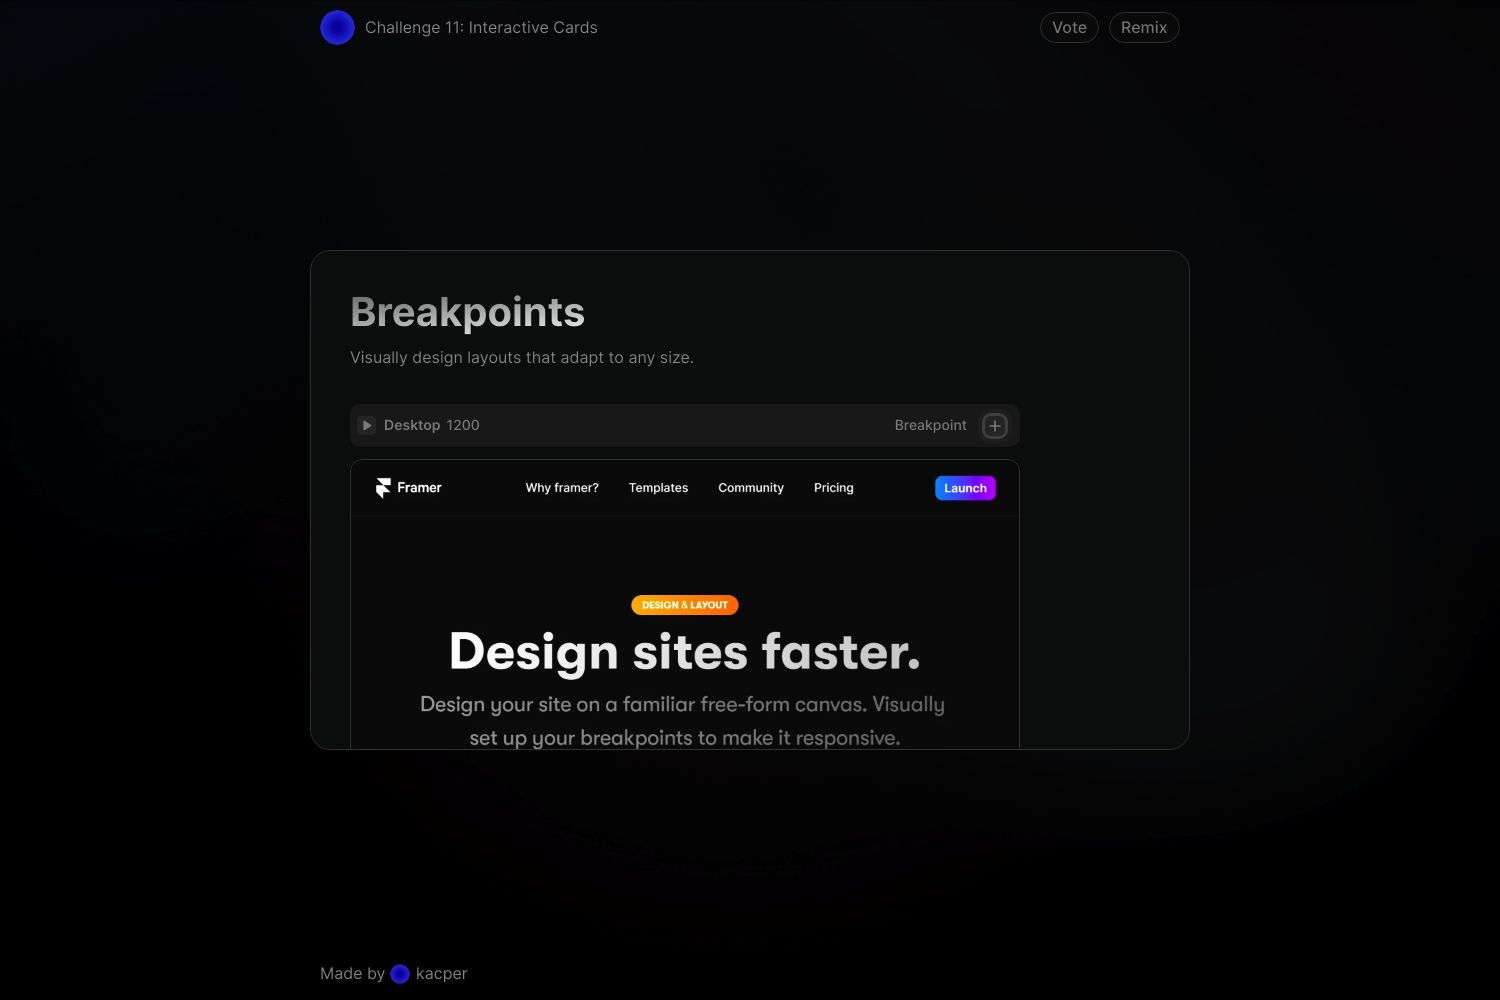 Challenge 11: Interactive Cards
Vote
Remix
Breakpoints
Visually design layouts that adapt to any size.
Desktop 1200
Breakpoint
Framer
Why framer?
Templates
Community
Pricing
Launch
DESIGN & LAYOUT
Design sites faster.
Design your site on a familiar free-form canvas. Visually
set up your breakpoints to make it responsive.
Made by kacper